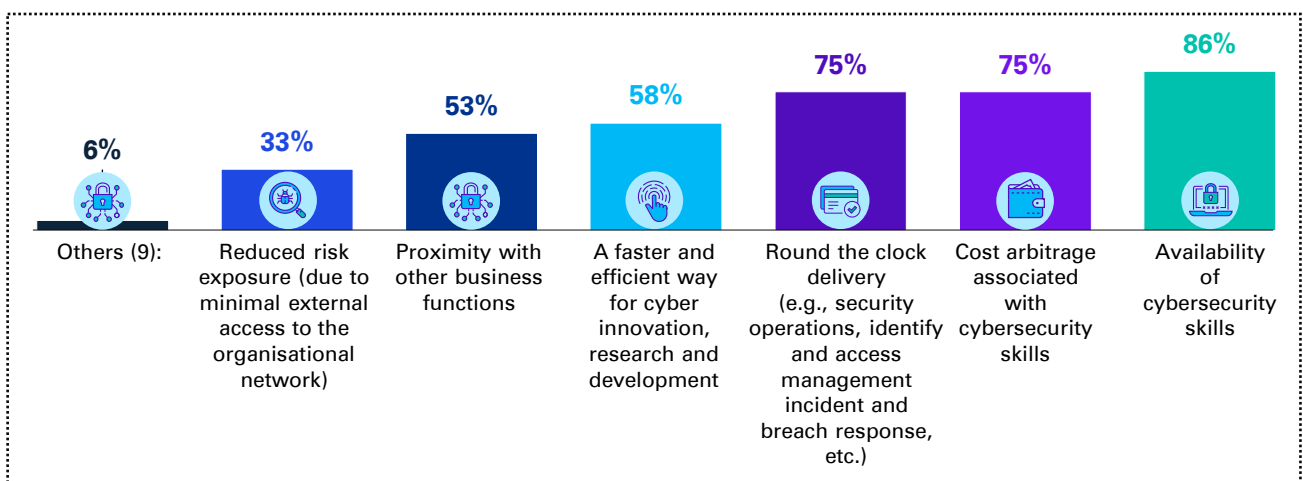 6%
33%
53%
58%
75%
75%
86%
Others (9):
Reduced risk
exposure (due to
minimal external
access to the
organisational
network)
Proximity with
other business
functions
A faster and
efficient way
for cyber
innovation,
research and
development
Round the clock
delivery
(e.g., security
operations, identify
and access
management
incident and
breach response,
etc.)
Cost arbitrage
associated
with
cybersecurity
skills
Availability
of
cybersecurity
skills